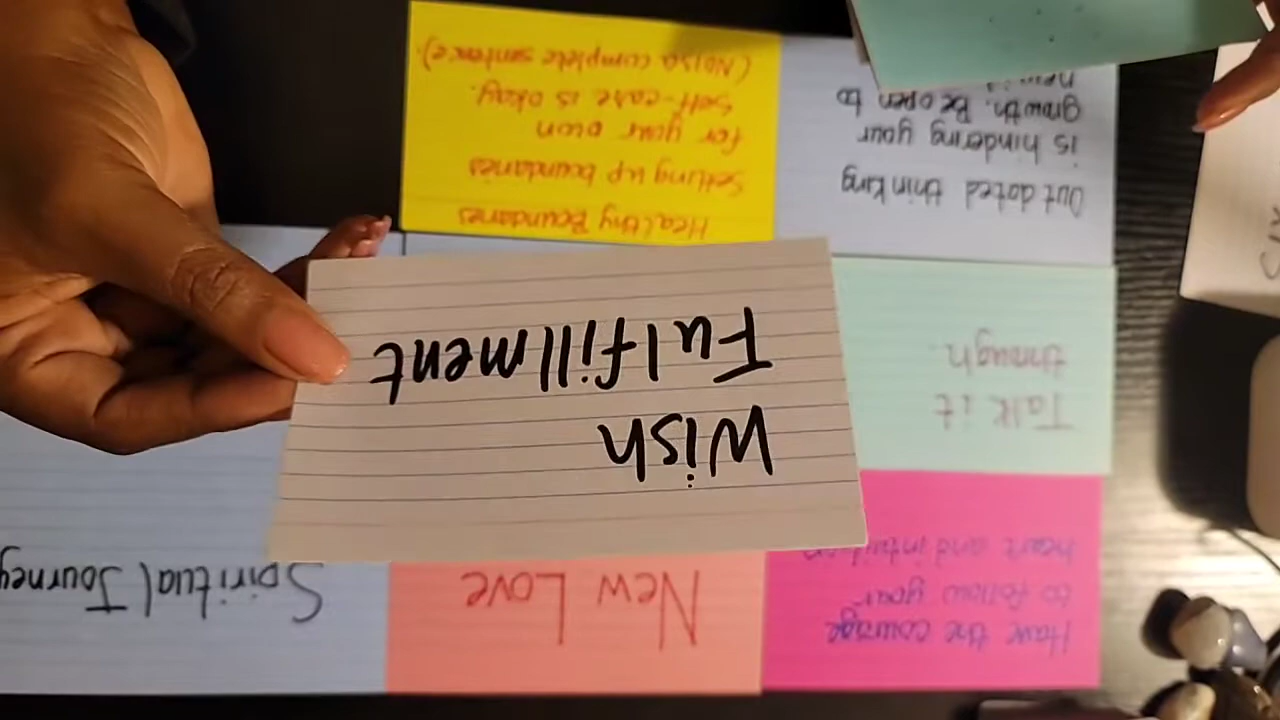 Wish
Fulfillment
Healthy Boundaries
Setting up boundaries
for your own
Self-care is okay.
(No is a complete sentence).
Outdated thinking
is hindering your
growth. Be open to
Talk it
through
Have the courage
to follow your
heart and intuition
New Love
Spiritual Journey